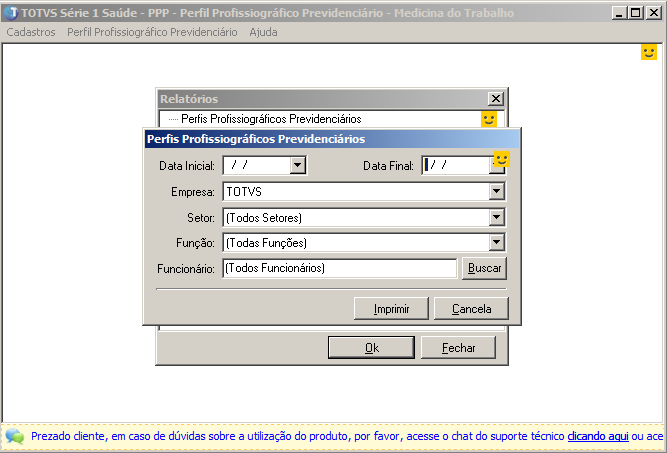 TOTVS Série 1 Saúde - PPP - Perfil Profissiográfico Previdenciário - Medicina do Trabalho
Cadastros Perfil Profissiográfico Previdenciário Ajuda
Relatórios
Perfis Profissiográficos Previdenciários
Perfis Profissiográficos Previdenciários
Data Inicial: / / Data Final: / /
Empresa: TOTVS
Setor: (Todos Setores)
Função: (Todas Funções)
Funcionário: (Todos Funcionários) Buscar
Imprimir Cancela
Ok Fechar
Prezado cliente, em caso de dúvidas sobre a utilização do produto, por favor, acesse o chat do suporte técnico clicando aqui ou ace